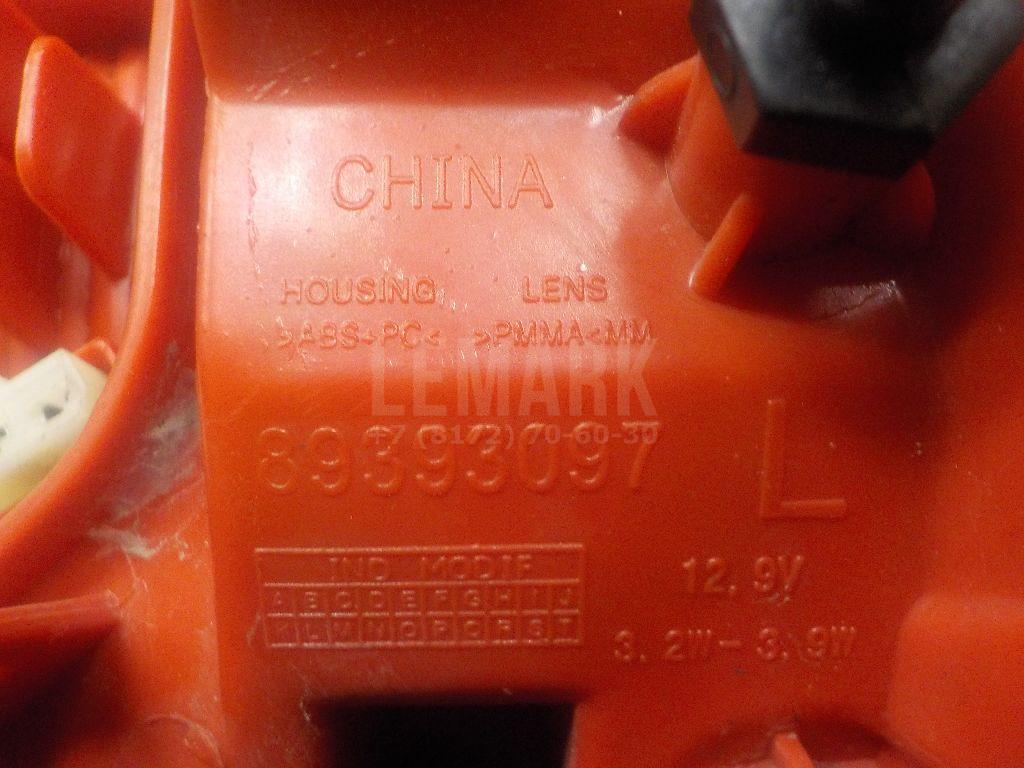 CHINA
HOUSING LENS
>ABS+PC< >PMMA<MM
LEMARK
+7 (8172) 70-60-30
89393097 L
IND MODIF
A B C D E F G H I J
K L M N O P Q R S T
12.9V
3.2W-3.9W